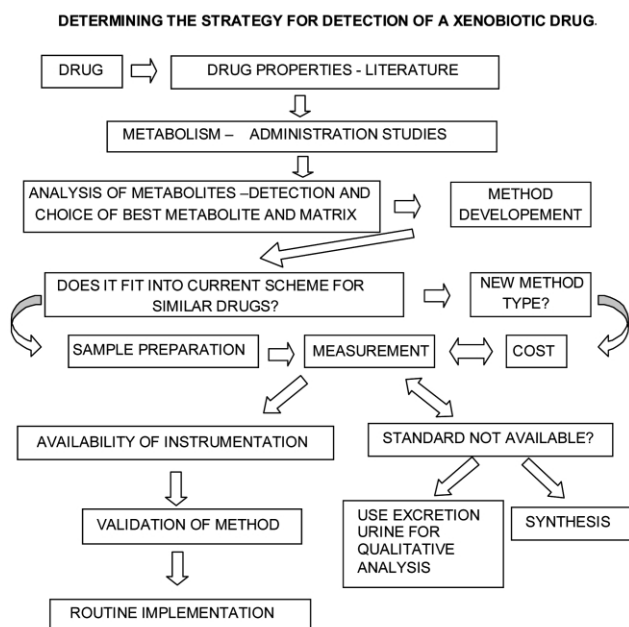 DETERMINING THE STRATEGY FOR DETECTION OF A XENOBIOTIC DRUG.
DRUG
DRUG PROPERTIES - LITERATURE
METABOLISM – ADMINISTRATION STUDIES
ANALYSIS OF METABOLITES –DETECTION AND
CHOICE OF BEST METABOLITE AND MATRIX
METHOD
DEVELOPEMENT
DOES IT FIT INTO CURRENT SCHEME FOR
SIMILAR DRUGS?
NEW METHOD
TYPE?
SAMPLE PREPARATION
MEASUREMENT
COST
AVAILABILITY OF INSTRUMENTATION
STANDARD NOT AVAILABLE?
VALIDATION OF METHOD
USE EXCRETION
URINE FOR
QUALITATIVE
ANALYSIS
SYNTHESIS
ROUTINE IMPLEMENTATION